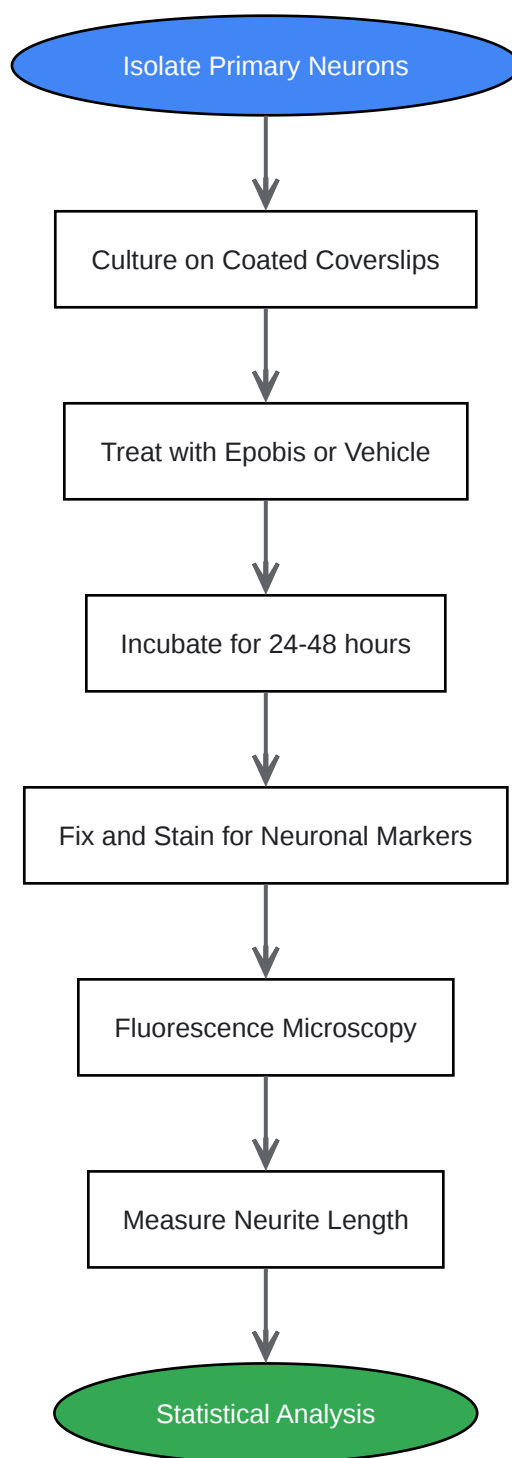 Isolate Primary Neurons
Culture on Coated Coverslips
Treat with Epobis or Vehicle
Incubate for 24-48 hours
Fix and Stain for Neuronal Markers
Fluorescence Microscopy
Measure Neurite Length
Statistical Analysis